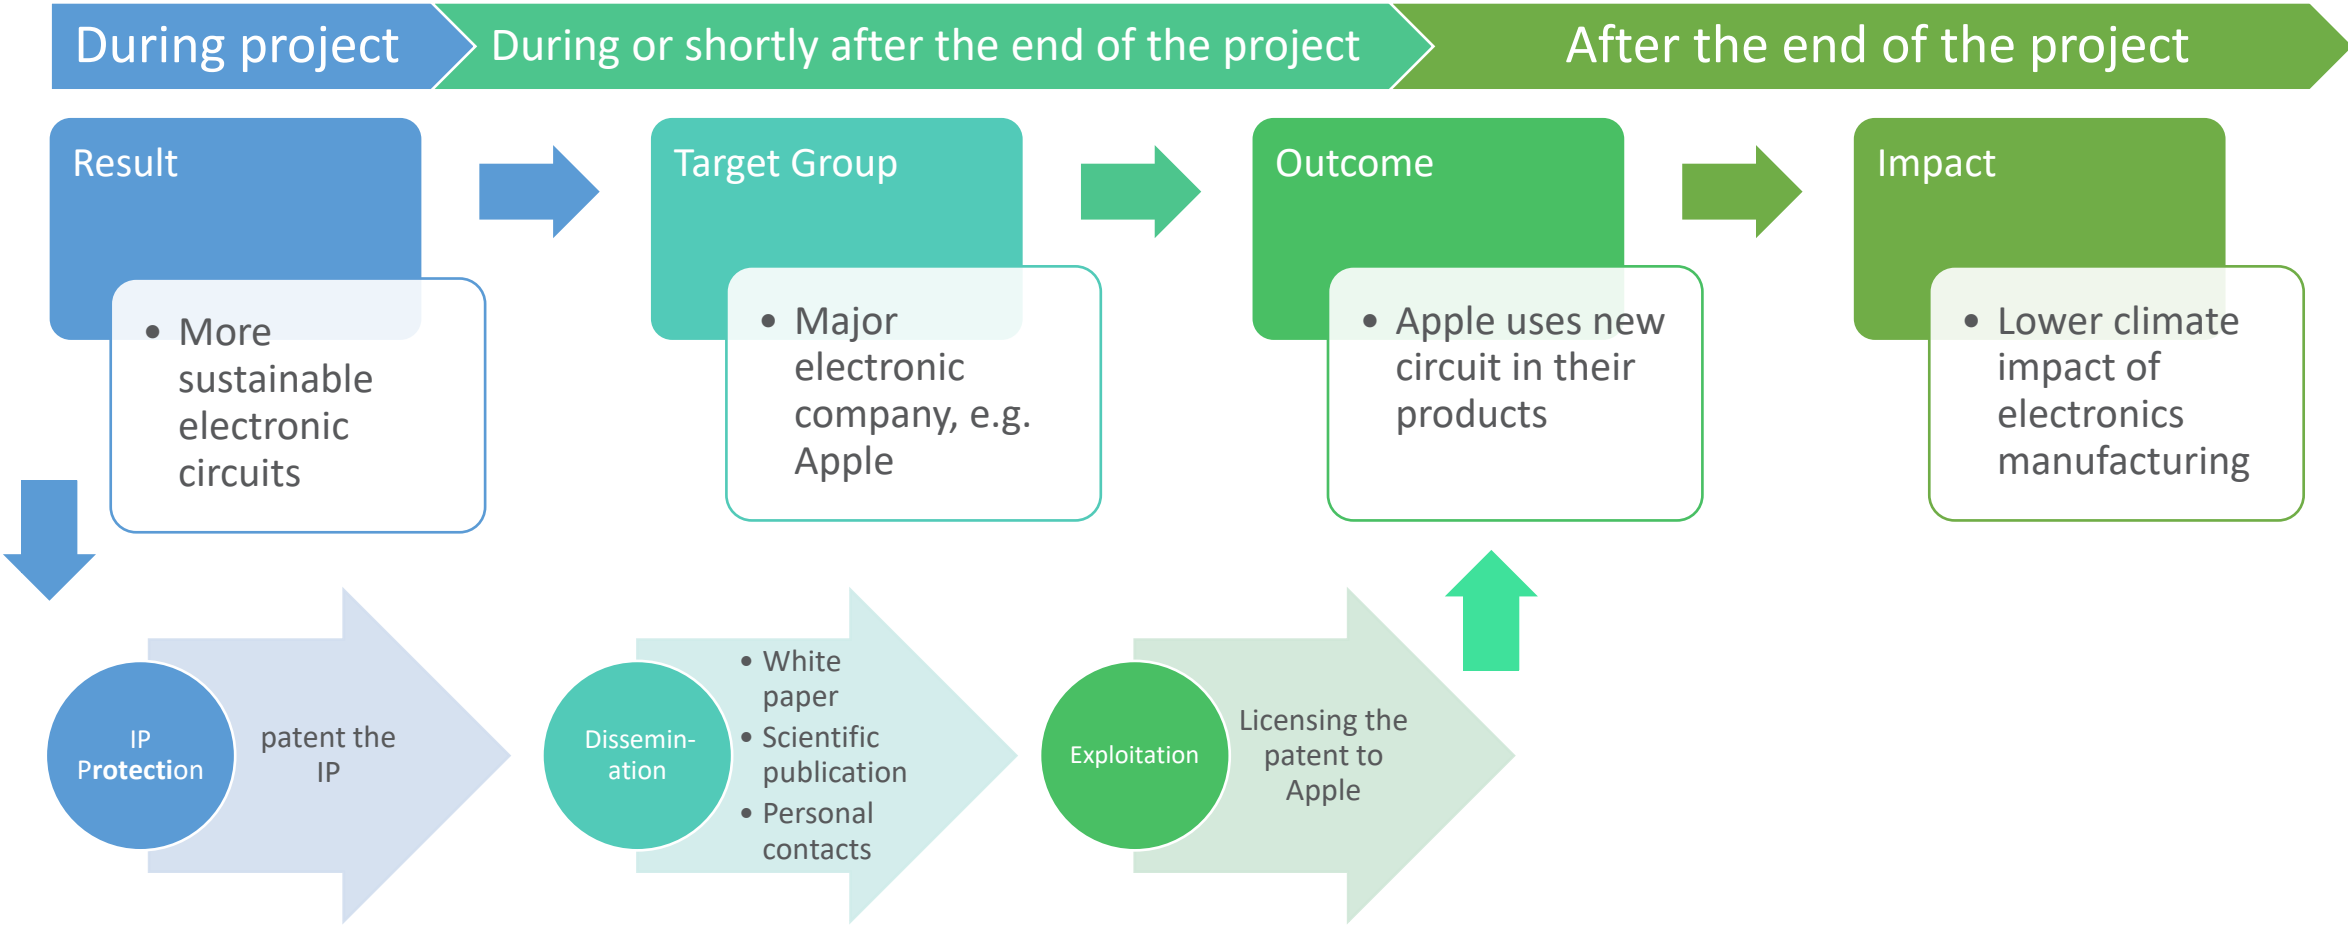 During project
During or shortly after the end of the project
After the end of the project
Result
• More
sustainable
electronic
circuits
Target Group
• Major
electronic
company, e.g.
Apple
Outcome
• Apple uses new
circuit in their
products
Impact
• Lower climate
impact of
electronics
manufacturing
IP
Protection
patent the
IP
Dissemin-
ation
• White
paper
• Scientific
publication
• Personal
contacts
Exploitation
Licensing the
patent to
Apple